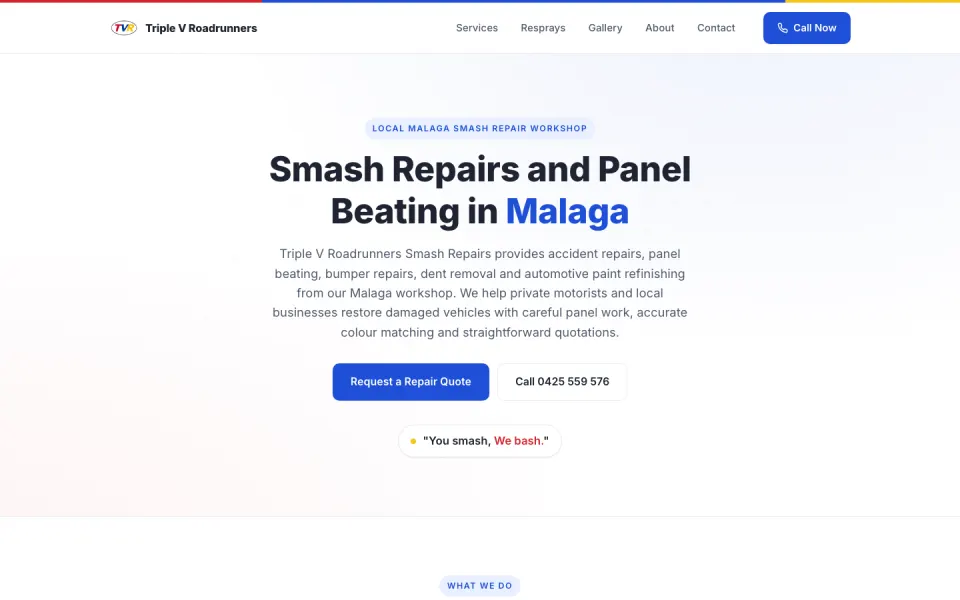 TVR Triple V Roadrunners
Services Resprays Gallery About Contact Call Now
LOCAL MALAGA SMASH REPAIR WORKSHOP
Smash Repairs and Panel
Beating in Malaga
Triple V Roadrunners Smash Repairs provides accident repairs, panel
beating, bumper repairs, dent removal and automotive paint refinishing
from our Malaga workshop. We help private motorists and local
businesses restore damaged vehicles with careful panel work, accurate
colour matching and straightforward quotations.
Request a Repair Quote
Call 0425 559 576
"You smash, We bash."
WHAT WE DO